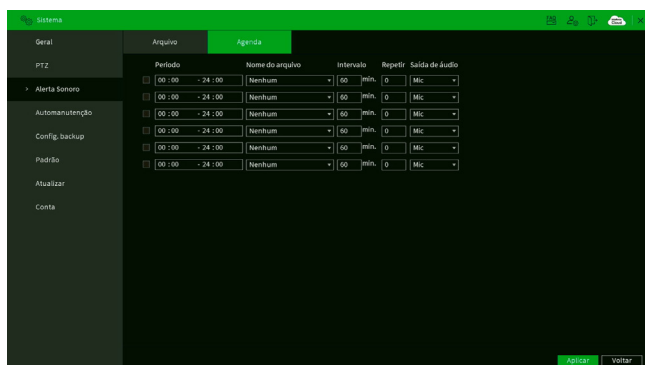 Sistema
Geral
PTZ
> Alerta Sonoro
Automanutenção
Config. backup
Padrão
Atualizar
Conta
Arquivo Agenda
Período Nome do arquivo Intervalo Repetir Saída de áudio
00 : 00 - 24 : 00 Nenhum 60 min. 0 Mic
00 : 00 - 24 : 00 Nenhum 60 min. 0 Mic
00 : 00 - 24 : 00 Nenhum 60 min. 0 Mic
00 : 00 - 24 : 00 Nenhum 60 min. 0 Mic
00 : 00 - 24 : 00 Nenhum 60 min. 0 Mic
00 : 00 - 24 : 00 Nenhum 60 min. 0 Mic
Aplicar Voltar